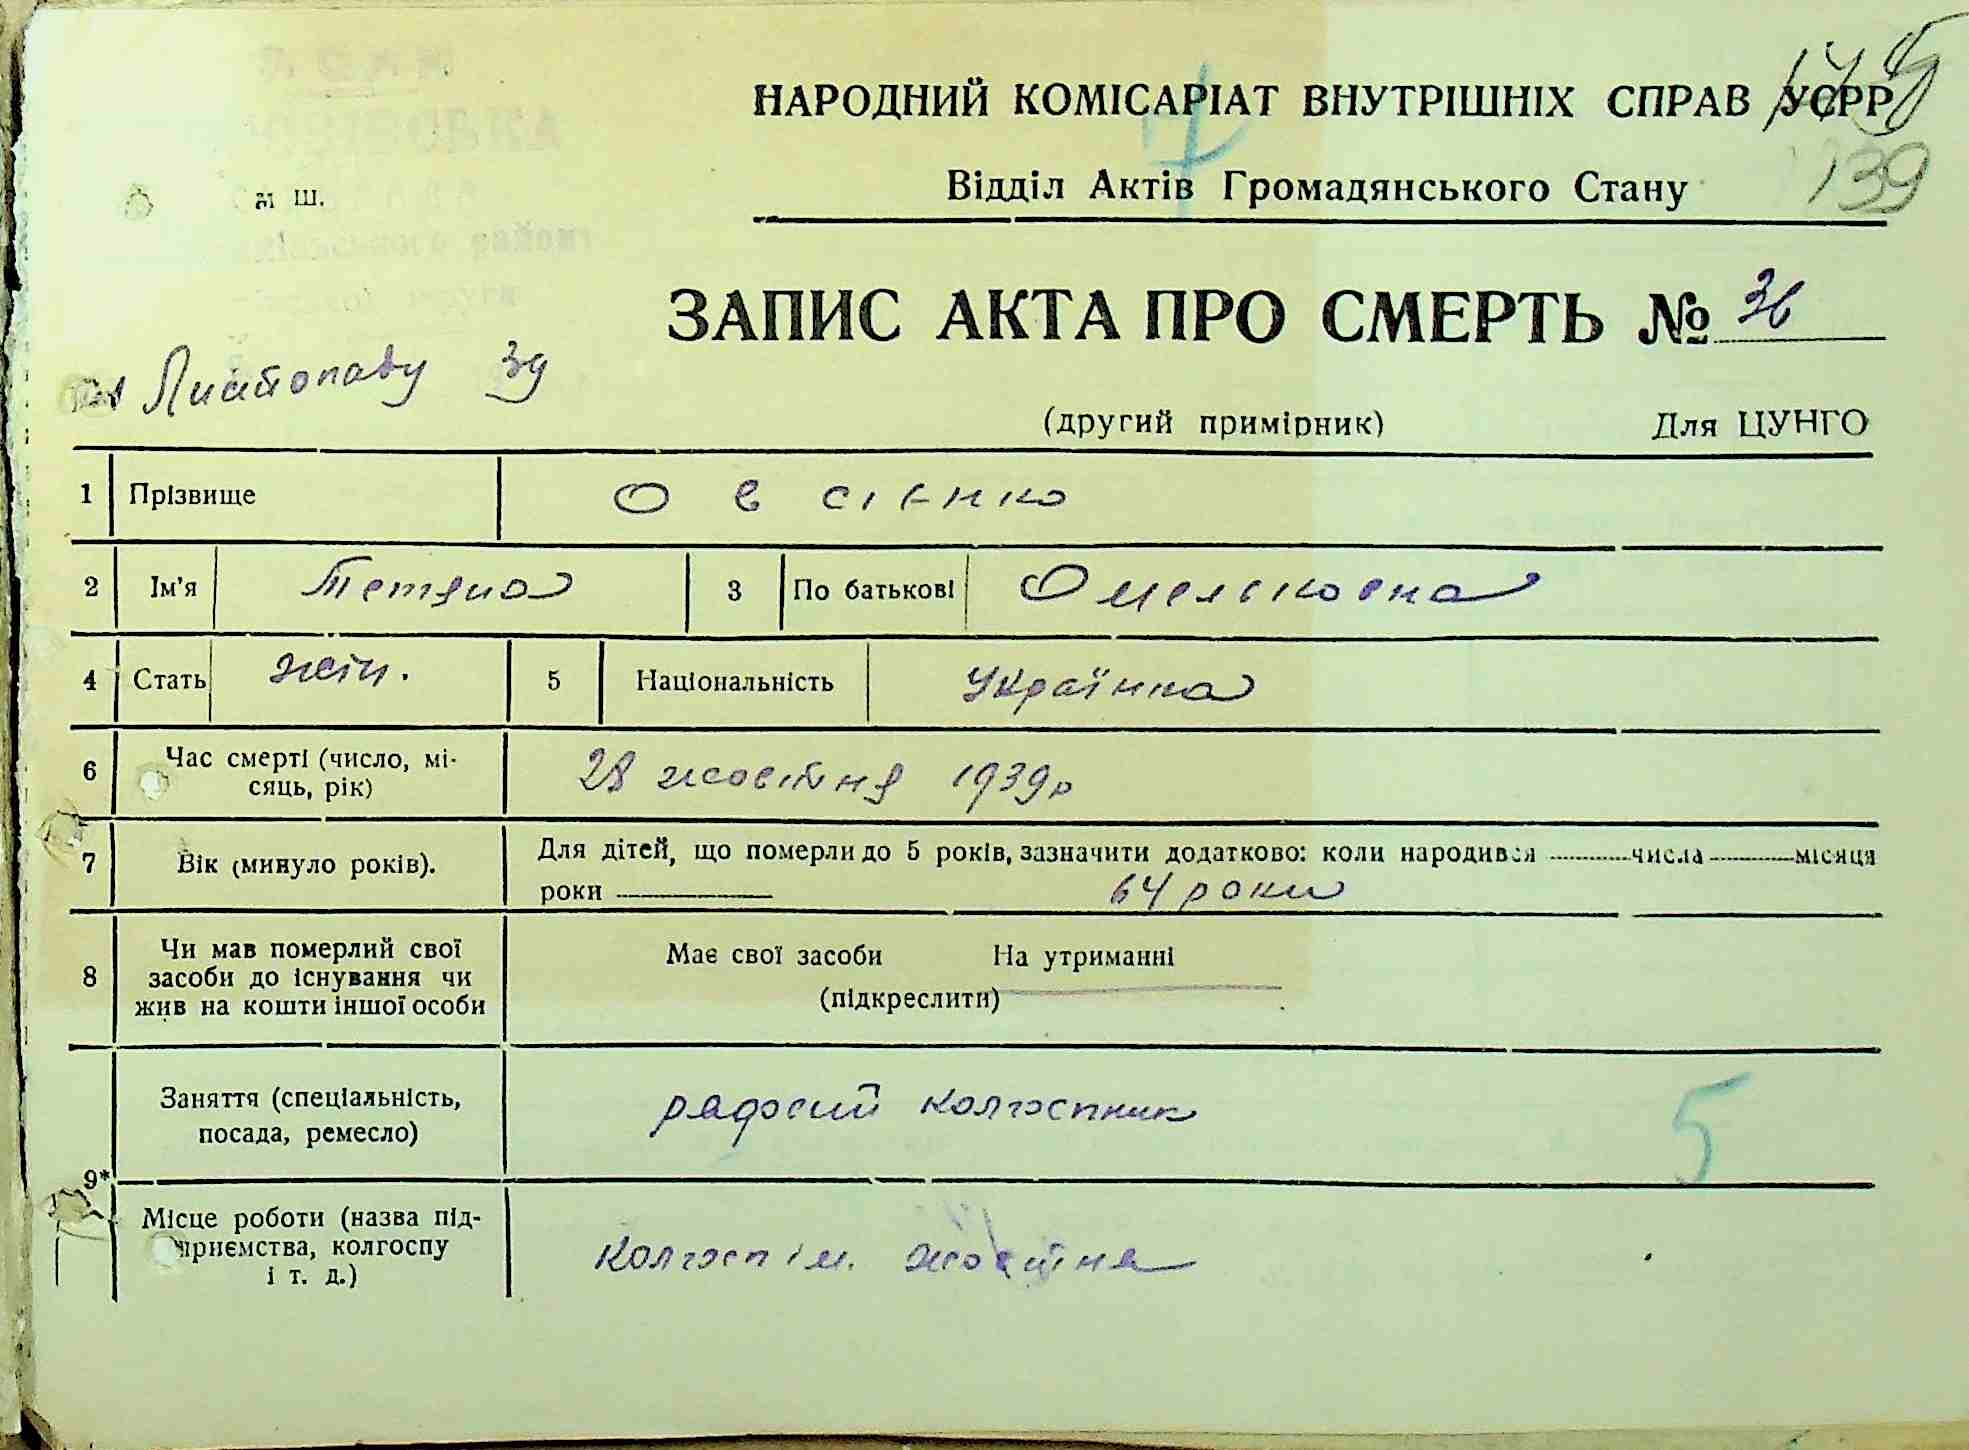 НАРОДНИЙ КОМІСАРІАТ ВНУТРІШНІХ СПРАВ УСРР
139
Відділ Актів Громадянського Стану
м Ш.
ЗАПИС АКТА ПРО СМЕРТЬ № 36
Листопаду 39
(другий примірник) Для ЦУНГО
1 Прізвище Овсієнко
2 Ім'я Тетяна 3 По батькові Омельковна
4 Стать жін. 5 Національність Українка
6 Час смерті (число, мі-
сяць, рік) 28 жовтня 1939р
7 Вік (минуло років). Для дітей, що померли до 5 років, зазначити додатково: коли народився числа місяця
роки 64 роки
8 Чи мав померлий свої
засоби до існування чи
жив на кошти іншої особи
Має свої засоби На утриманні
(підкреслити)
Заняття (спеціальність,
посада, ремесло) рядовий колгоспник
5
9*
Місце роботи (назва під-
приємства, колгоспу
і т. д.) Колгосп ім. жовтня